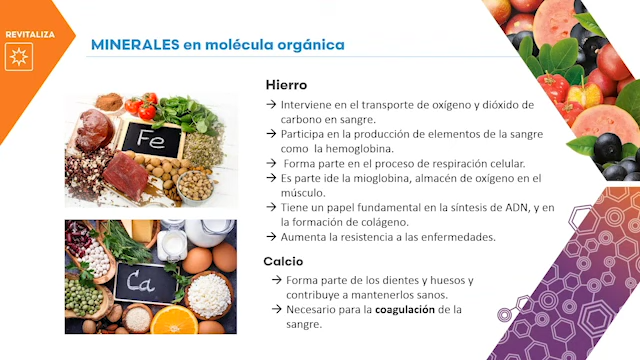 REVITALIZA
MINERALES en molécula orgánica
Hierro
→ Interviene en el transporte de oxígeno y dióxido de
carbono en sangre.
→ Participa en la producción de elementos de la sangre
como la hemoglobina.
→ Forma parte en el proceso de respiración celular.
→ Es parte ide la mioglobina, almacén de oxígeno en el
músculo.
→ Tiene un papel fundamental en la síntesis de ADN, y en
la formación de colágeno.
→ Aumenta la resistencia a las enfermedades.
Calcio
→ Forma parte de los dientes y huesos y
contribuye a mantenerlos sanos.
→ Necesario para la coagulación de la
sangre.
Fe
Ca